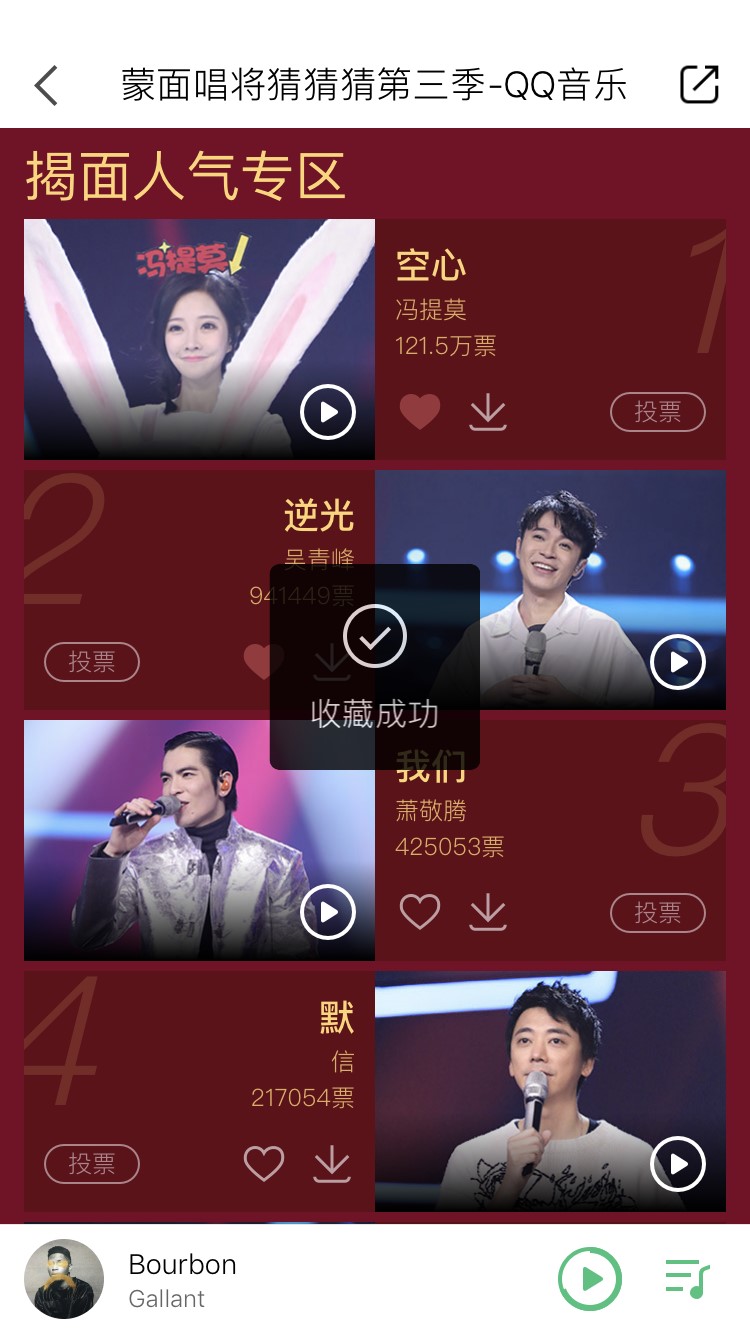 蒙面唱将猜猜猜第三季-QQ音乐
揭面人气专区
冯提莫
空心
冯提莫
121.5万票
1
投票
2
逆光
吴青峰
941449票
投票
收藏成功
我们
萧敬腾
425053票
3
投票
4
默
信
217054票
投票
Bourbon
Gallant